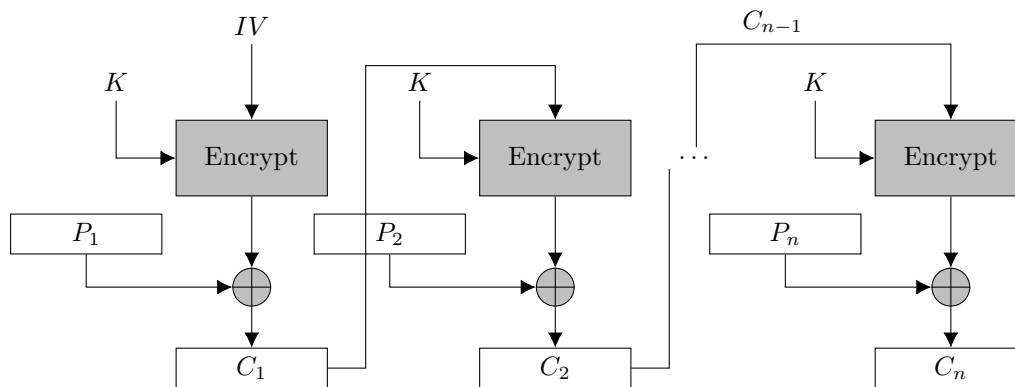 IV C_{n−1}
K K K
Encrypt Encrypt ... Encrypt
P_1 P_2 P_n
C_1 C_2 C_n